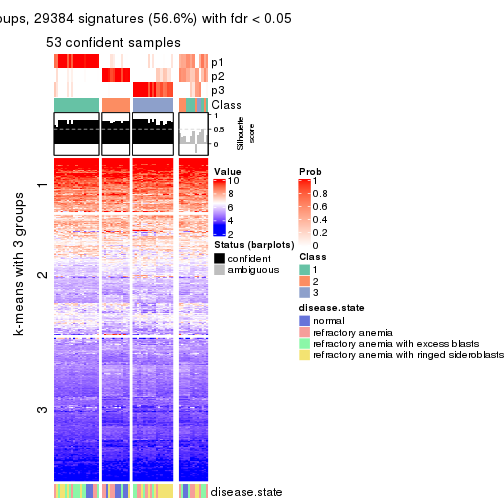 oups, 29384 signatures (56.6%) with fdr < 0.05
53 confident samples
p1
p2
p3
Class
1
0.5
0
Silhouette score
k-means with 3 groups
1
2
3
disease.state
Value
10
8
6
4
2
Status (barplots)
confident
ambiguous
Prob
1
0.8
0.6
0.4
0.2
0
Class
1
2
3
disease.state
normal
refractory anemia
refractory anemia with excess blasts
refractory anemia with ringed sideroblasts